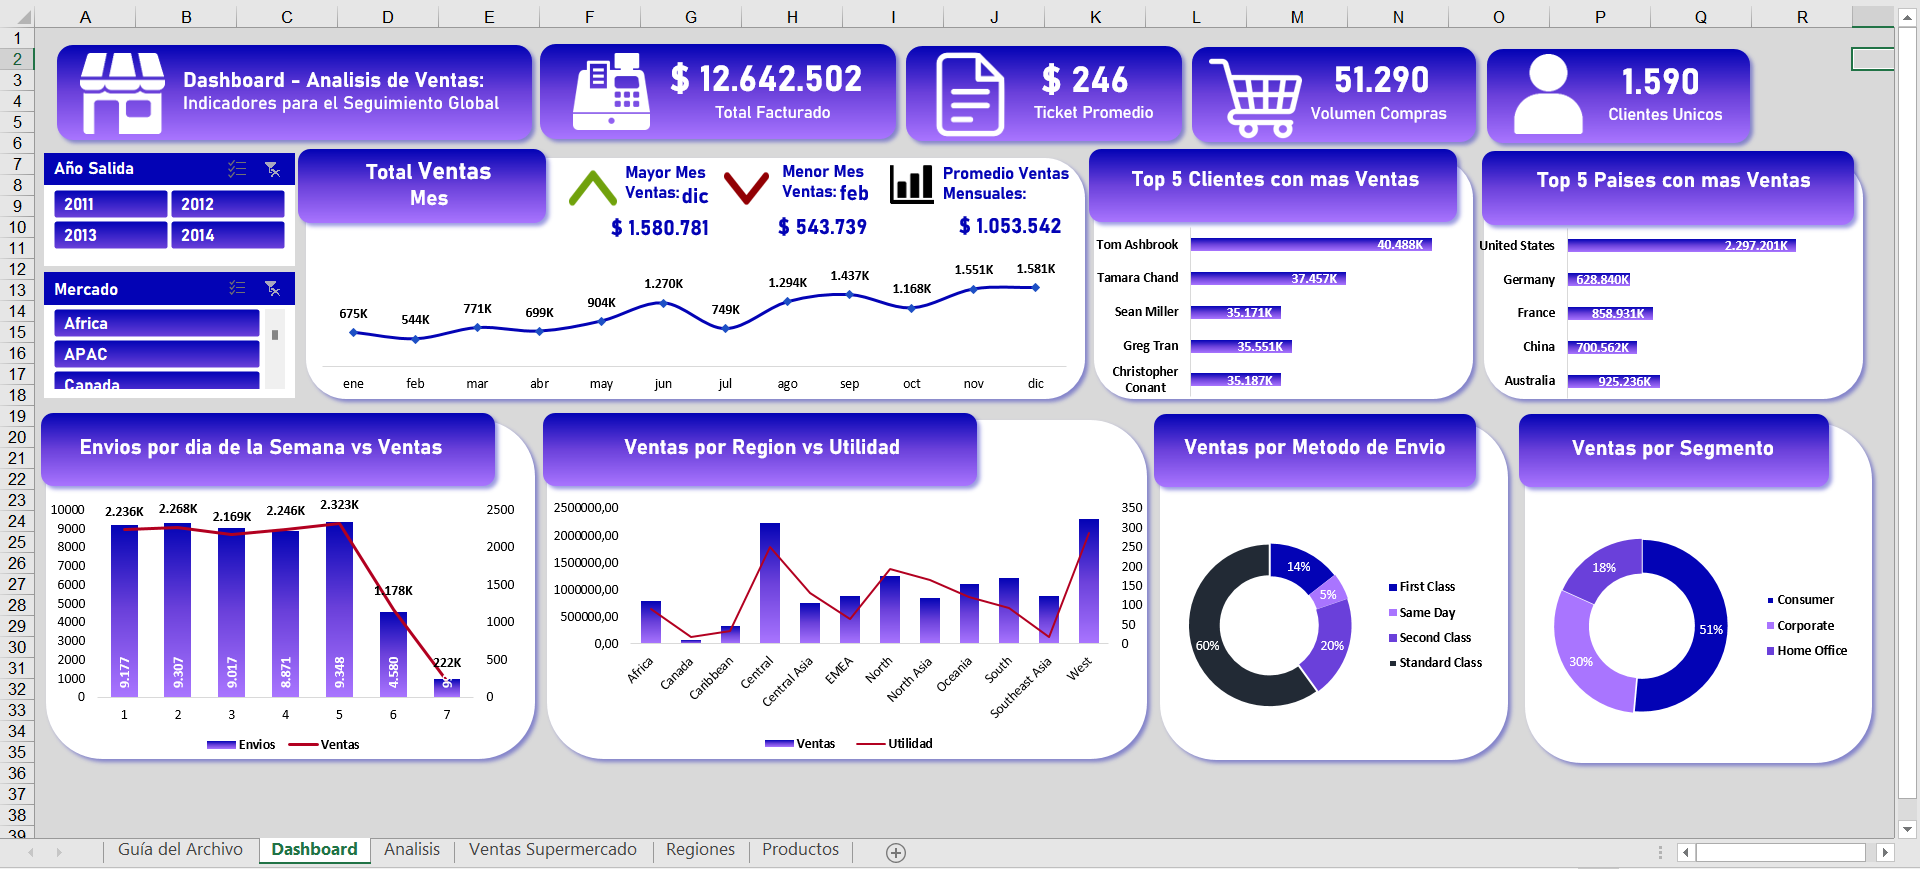 A B C D E F G H I J K L M N O P Q R
1
2
3
4
5
6
7
8
9
10
11
12
13
14
15
16
17
18
19
20
21
22
23
24
25
26
27
28
29
30
31
32
33
34
35
36
37
38
39
Dashboard - Analisis de Ventas:
Indicadores para el Seguimiento Global
$ 12.642.502
Total Facturado
$ 246
Ticket Promedio
51.290
Volumen Compras
1.590
Clientes Unicos
Año Salida
2011 2012
2013 2014
Mercado
Africa
APAC
Canada
Total Ventas
Mes
Mayor Mes
Ventas: dic
$ 1.580.781
Menor Mes
Ventas: feb
$ 543.739
Promedio Ventas
Mensuales:
$ 1.053.542
675K 544K 771K 699K 904K 1.270K 749K 1.294K 1.437K 1.168K 1.551K 1.581K
ene feb mar abr may jun jul ago sep oct nov dic
Top 5 Clientes con mas Ventas
Tom Ashbrook 40.488K
Tamara Chand 37.457K
Sean Miller 35.171K
Greg Tran 35.551K
Christopher
Conant 35.187K
Top 5 Paises con mas Ventas
United States 2.297.201K
Germany 628.840K
France 858.931K
China 700.562K
Australia 925.236K
Envios por dia de la Semana vs Ventas
10000
9000
8000
7000
6000
5000
4000
3000
2000
1000
0
2.236K 2.268K 2.169K 2.246K 2.323K 1.178K 222K
9.177 9.307 9.017 8.871 9.348 4.580
2500
2000
1500
1000
500
0
1 2 3 4 5 6 7
Envios Ventas
Ventas por Region vs Utilidad
2500000,00
2000000,00
1500000,00
1000000,00
500000,00
0,00
350
300
250
200
150
100
50
0
Africa Canada Caribbean Central Central Asia EMEA North North Asia Oceania South Southeast Asia West
Ventas Utilidad
Ventas por Metodo de Envio
14%
5%
20%
60%
First Class
Same Day
Second Class
Standard Class
Ventas por Segmento
18%
51%
30%
Consumer
Corporate
Home Office
Guía del Archivo Dashboard Analisis Ventas Supermercado Regiones Productos